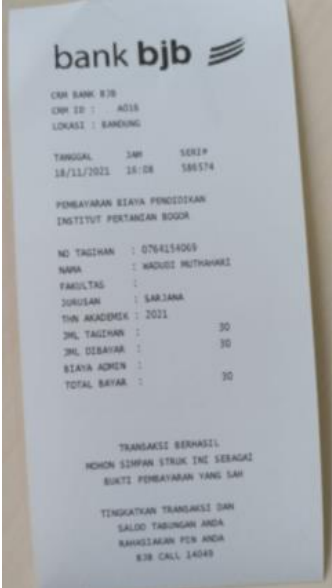 bank bjb
CRM BANK BJB
CRM ID : A016
LOKASI : BANDUNG
TANGGAL JAM SERI#
18/11/2021 16:08 586574
PEMBAYARAN BIAYA PENDIDIKAN
INSTITUT PERTANIAN BOGOR
NO TAGIHAN : 0764154069
NAMA : WADUDI MUTHAHARI
FAKULTAS :
JURUSAN : SARJANA
THN AKADEMIK : 2021
JML TAGIHAN : 30
JML DIBAYAR : 30
BIAYA ADMIN :
TOTAL BAYAR : 30
TRANSAKSI BERHASIL
MOHON SIMPAN STRUK INI SEBAGAI
BUKTI PEMBAYARAN YANG SAH
TINGKATKAN TRANSAKSI DAN
SALDO TABUNGAN ANDA
RAHASIAKAN PIN ANDA
BJB CALL 14049